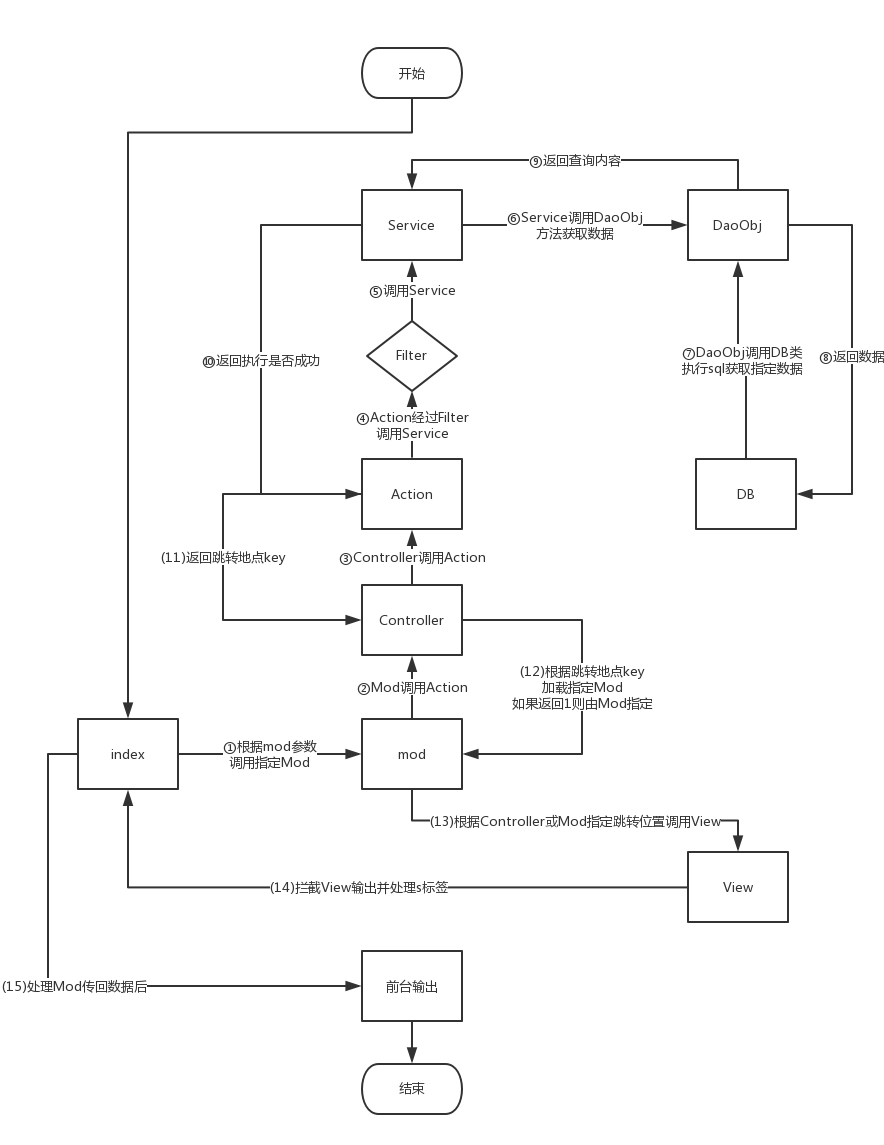 开始
⑨返回查询内容
Service
⑥Service调用DaoObj
方法获取数据
DaoObj
⑤调用Service
Filter
⑩返回执行是否成功
⑦DaoObj调用DB类
执行sql获取指定数据
⑧返回数据
④Action经过Filter
调用Service
Action
DB
(11)返回跳转地点key
③Controller调用Action
Controller
(12)根据跳转地点key
加载指定Mod
如果返回1则由Mod指定
②Mod调用Action
index
①根据mod参数
调用指定Mod
mod
(13)根据Controller或Mod指定跳转位置调用View
View
(14)拦截View输出并处理s标签
(15)处理Mod传回数据后
前台输出
结束